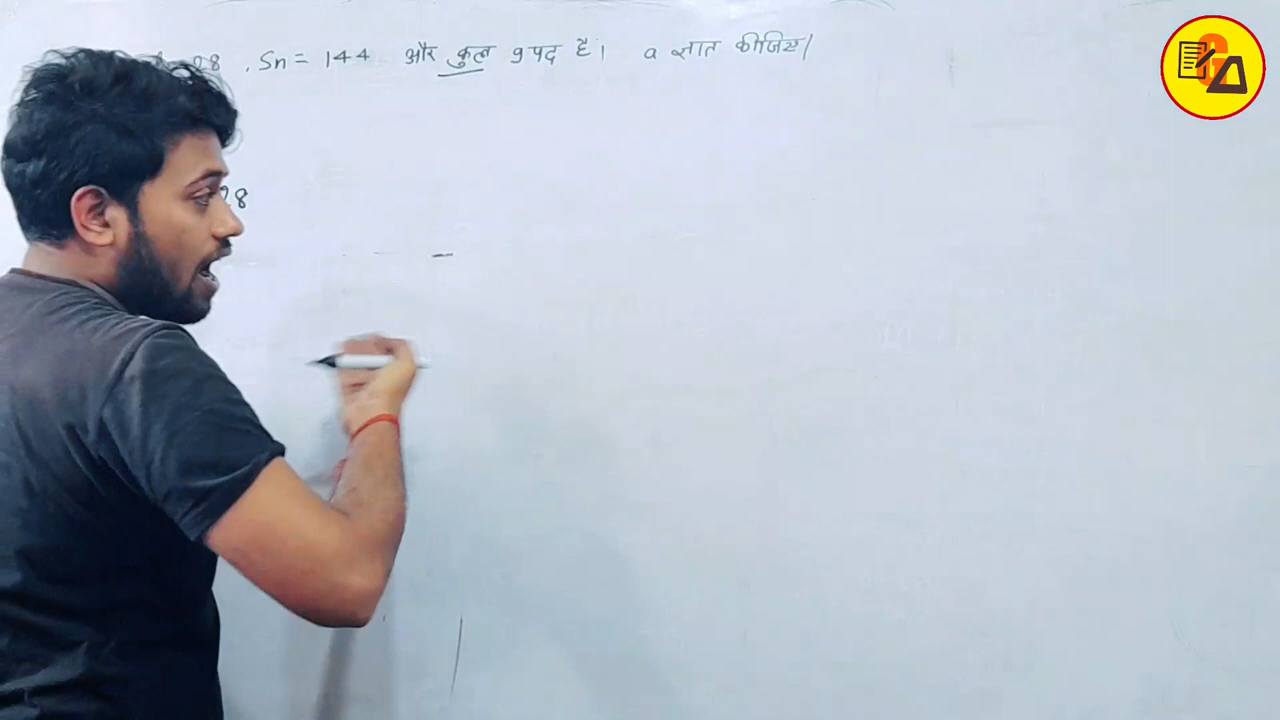 28 . Sn = 144 और कुल 9 पद है। a ज्ञात कीजिए।
28